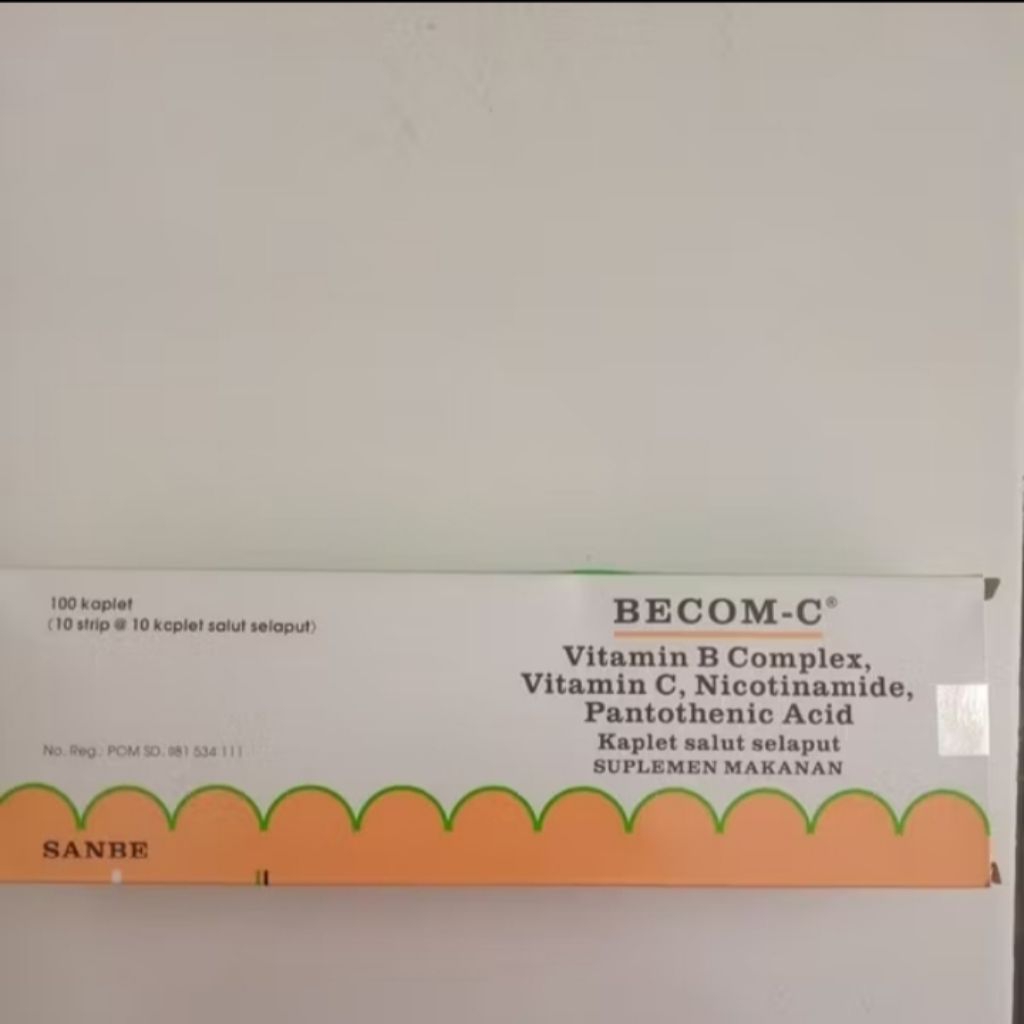 100 kaplet
(10 strip @ 10 kaplet salut selaput)
BECOM-C®
Vitamin B Complex,
Vitamin C, Nicotinamide,
Pantothenic Acid
Kaplet salut selaput
SUPLEMEN MAKANAN
No. Reg.: POM SD. 981 534 111
SANBE